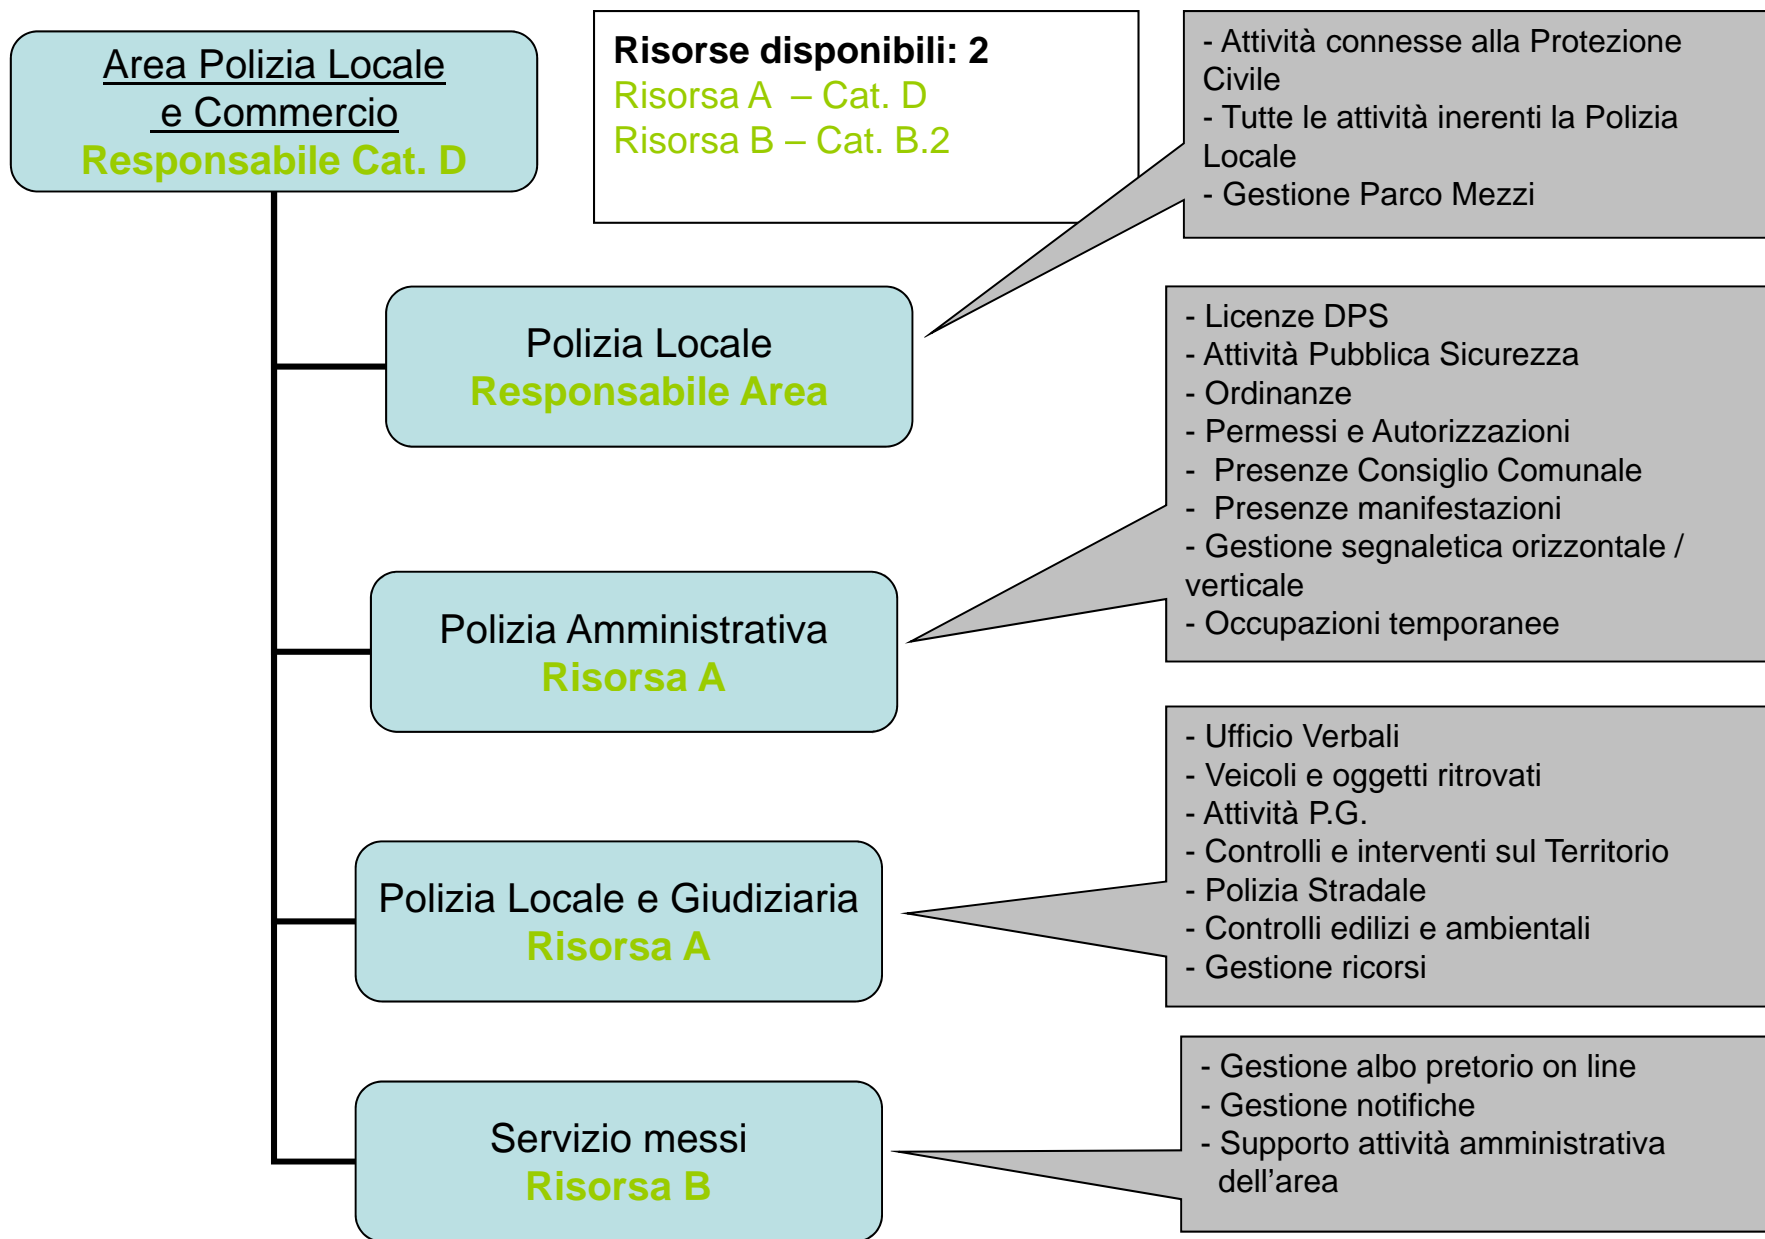 Area Polizia Locale
e Commercio
Responsabile Cat. D
Risorse disponibili: 2
Risorsa A – Cat. D
Risorsa B – Cat. B.2
- Attività connesse alla Protezione
Civile
- Tutte le attività inerenti la Polizia
Locale
- Gestione Parco Mezzi
Polizia Locale
Responsabile Area
- Licenze DPS
- Attività Pubblica Sicurezza
- Ordinanze
- Permessi e Autorizzazioni
- Presenze Consiglio Comunale
- Presenze manifestazioni
- Gestione segnaletica orizzontale /
verticale
- Occupazioni temporanee
Polizia Amministrativa
Risorsa A
- Ufficio Verbali
- Veicoli e oggetti ritrovati
- Attività P.G.
- Controlli e interventi sul Territorio
- Polizia Stradale
- Controlli edilizi e ambientali
- Gestione ricorsi
Polizia Locale e Giudiziaria
Risorsa A
- Gestione albo pretorio on line
- Gestione notifiche
- Supporto attività amministrativa
dell’area
Servizio messi
Risorsa B